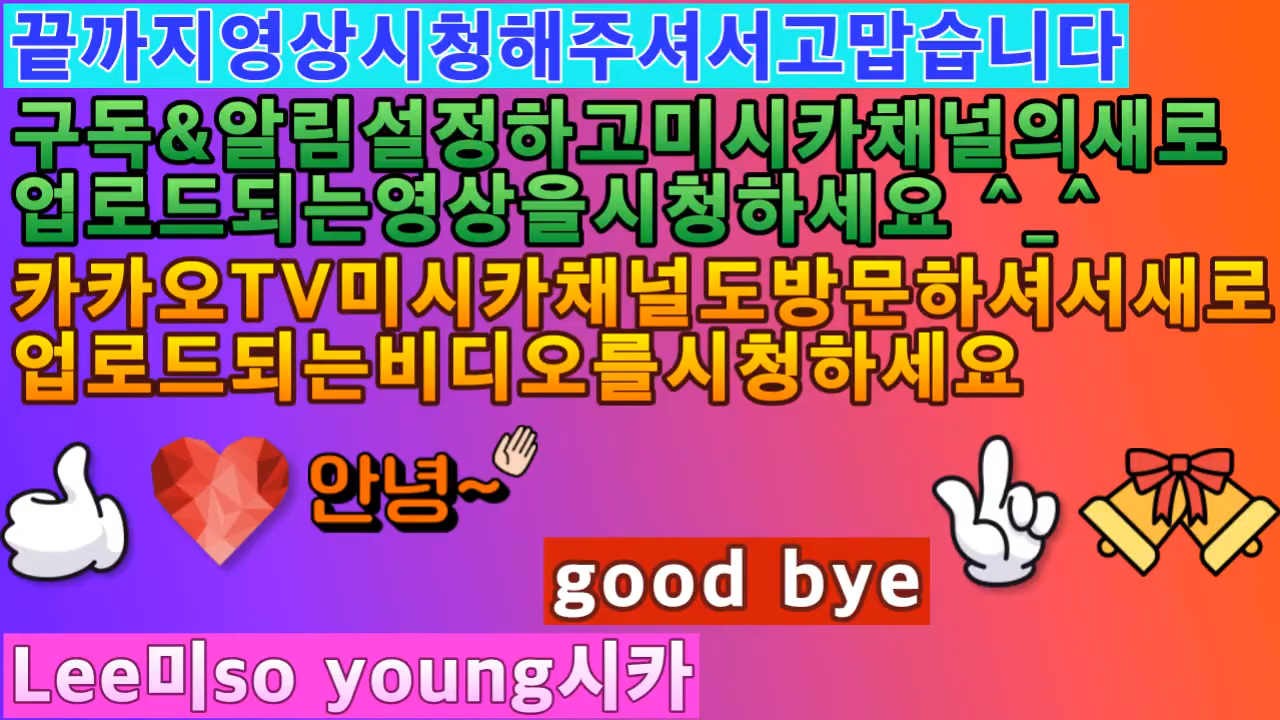 끝까지영상시청해주셔서고맙습니다
구독&알림설정하고미시카채널의새로
업로드되는영상을시청하세요 ^_^
카카오TV미시카채널도방문하셔서새로
업로드되는비디오를시청하세요
안녕~
good bye
Lee미so young시카